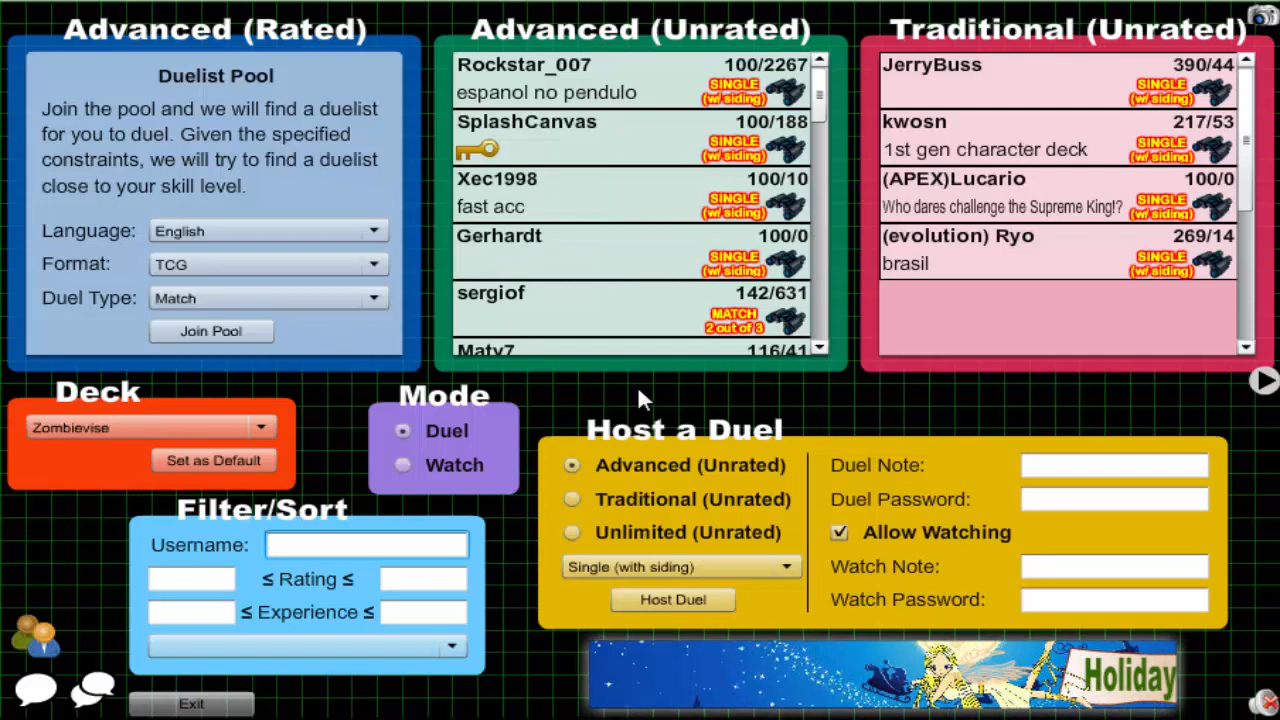 Advanced (Rated)
Duelist Pool
Join the pool and we will find a duelist
for you to duel. Given the specified
constraints, we will try to find a duelist
close to your skill level.
Language: English
Format: TCG
Duel Type: Match
Join Pool
Advanced (Unrated)
Rockstar_007 100/2267
espanol no pendulo SINGLE
(w/ siding)
SplashCanvas 100/188
SINGLE
(w/ siding)
Xec1998 100/10
fast acc SINGLE
(w/ siding)
Gerhardt 100/0
SINGLE
(w/ siding)
sergiof 142/631
MATCH
2 out of 3
Maty7 116/41
Traditional (Unrated)
JerryBuss 390/44
SINGLE
(w/ siding)
kwosn 217/53
1st gen character deck SINGLE
(w/ siding)
(APEX)Lucario 100/0
Who dares challenge the Supreme King!? SINGLE
(w/ siding)
(evolution) Ryo 269/14
brasil SINGLE
(w/ siding)
Deck
Zombievise
Set as Default
Mode
Duel
Watch
Filter/Sort
Username:
≤ Rating ≤
≤ Experience ≤
Exit
Host a Duel
Advanced (Unrated)
Traditional (Unrated)
Unlimited (Unrated)
Single (with siding)
Host Duel
Duel Note:
Duel Password:
Allow Watching
Watch Note:
Watch Password:
Holiday